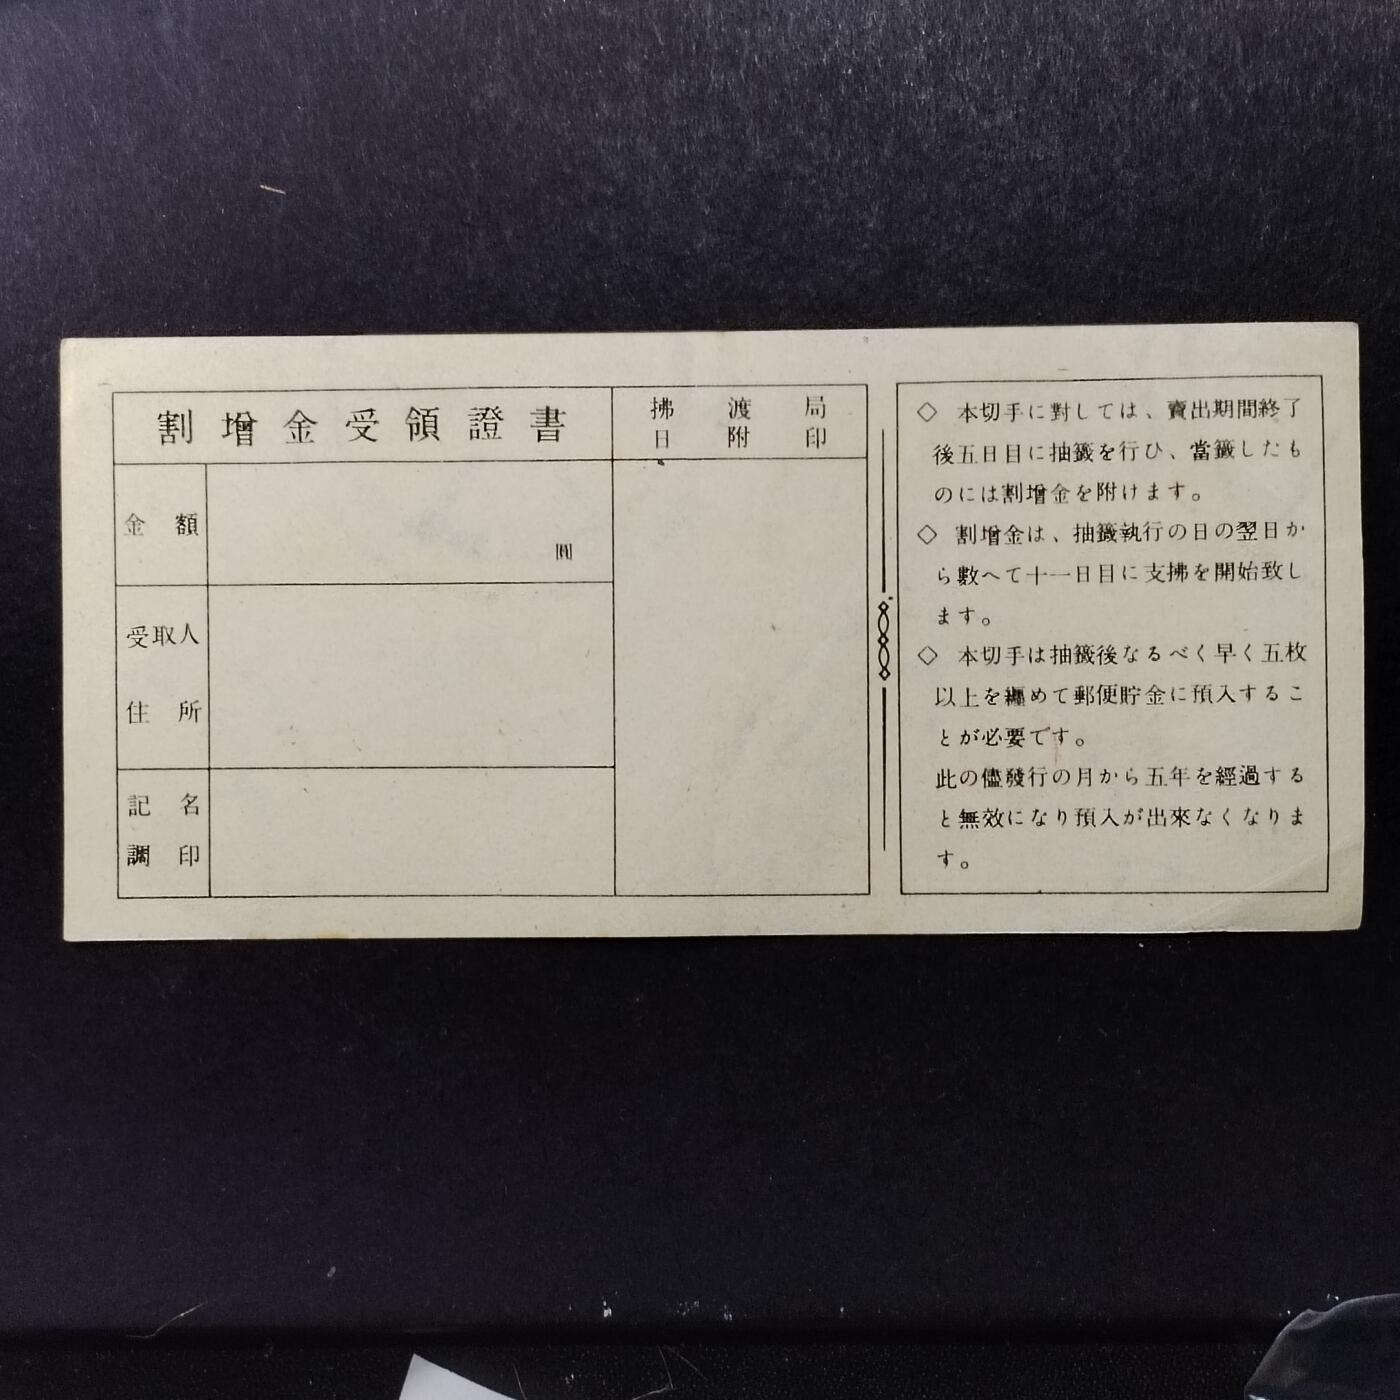 割增金受領證書
拂渡局
日附印
金額
圓
受取人
住所
記名
調印
◇ 本切手に對しては、賣出期間終了
後五日目に抽籤を行ひ、當籤したも
のには割增金を附けます。
◇ 割增金は、抽籤執行の日の翌日か
ら數へて十一日目に支拂を開始致し
ます。
◇ 本切手は抽籤後なるべく早く五枚
以上を纏めて郵便貯金に預入するこ
とが必要です。
此の儘發行の月から五年を經過する
と無效になり預入が出來なくなりま
す。